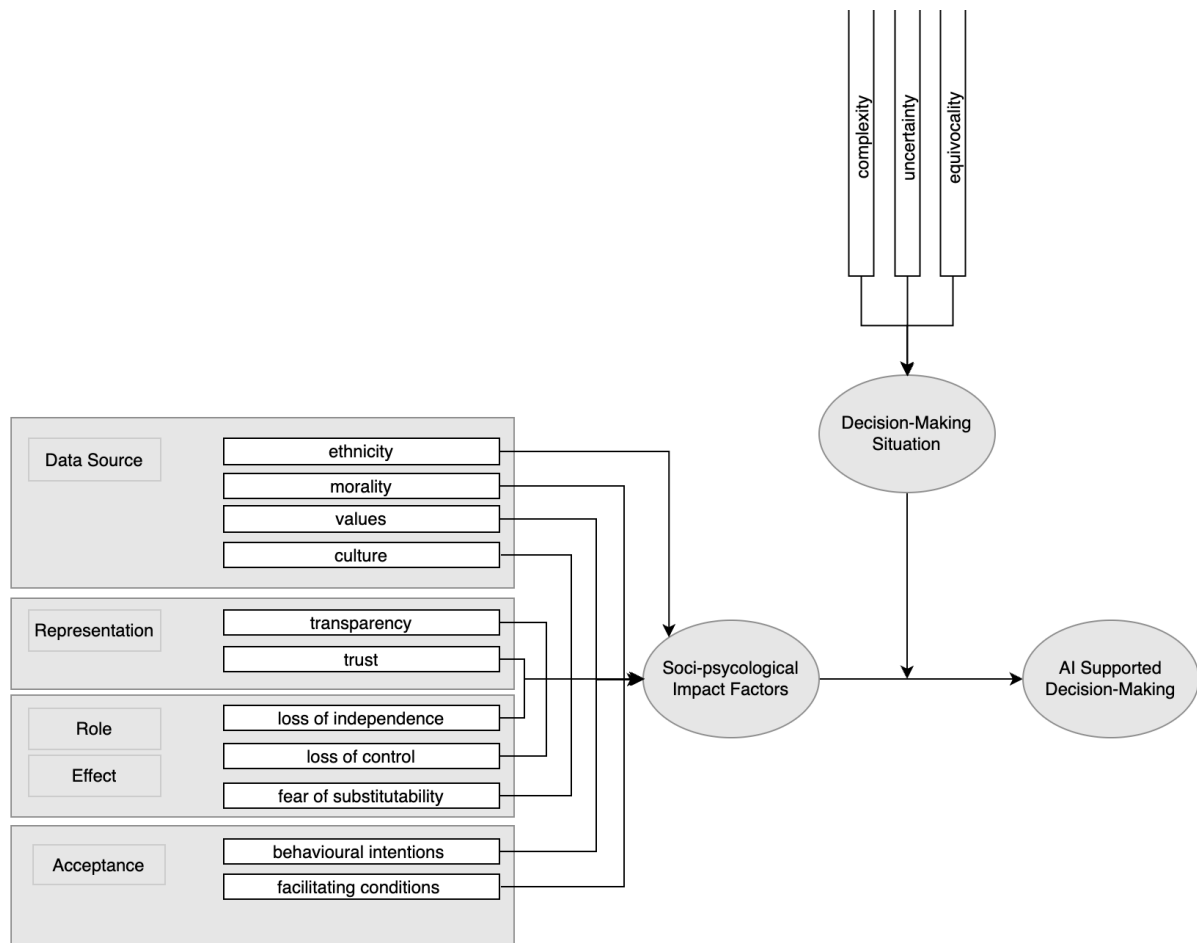 complexity
uncertainty
equivocality
Decision-Making
Situation
Data Source
ethnicity
morality
values
culture
Representation
transparency
trust
Role
Effect
loss of independence
loss of control
fear of substitutability
Acceptance
behavioural intentions
facilitating conditions
Soci-psycological
Impact Factors
AI Supported
Decision-Making